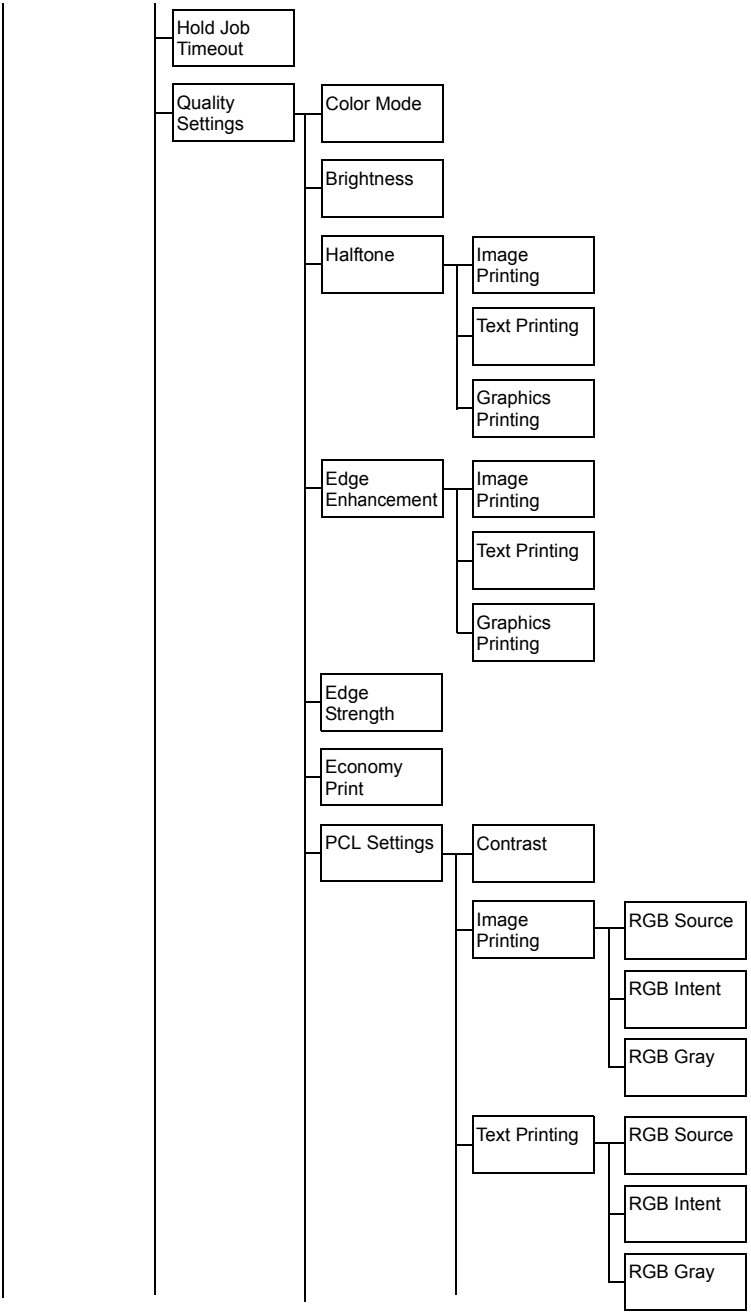 Hold Job
Timeout
Quality
Settings
Color Mode
Brightness
Halftone
Image
Printing
Text Printing
Graphics
Printing
Edge
Enhancement
Image
Printing
Text Printing
Graphics
Printing
Edge
Strength
Economy
Print
PCL Settings
Contrast
Image
Printing
RGB Source
RGB Intent
RGB Gray
Text Printing
RGB Source
RGB Intent
RGB Gray